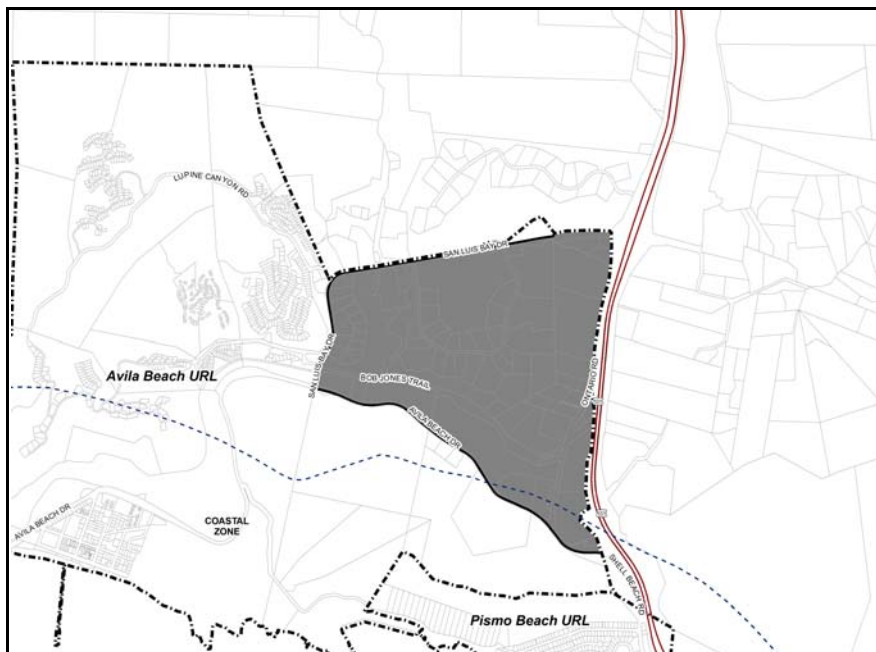 LUPINE CANYON RD
SAN LUIS BAY DR
SAN LUIS BAY DR
ONTARIO RD
BOB JONES TRAIL
Avila Beach URL
AVILA BEACH DR
AVILA BEACH DR
COASTAL
ZONE
SHELL BEACH RD
Pismo Beach URL